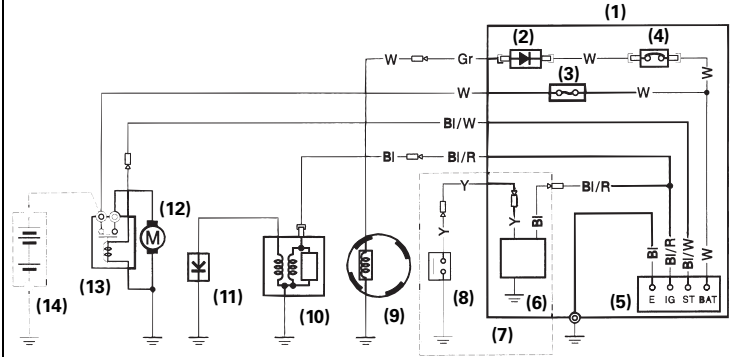 (1)
(2)
(4)
W
Gr
W
W
(3)
W
W
Bl/W
Bl
Bl/R
Y
Bl/R
(12)
Y
Y
Bl
Bl
Bl/R
Bl/W
W
M
(13)
(14)
(11)
(10)
(9)
(8)
(6)
(7)
(5)
E IG ST BAT